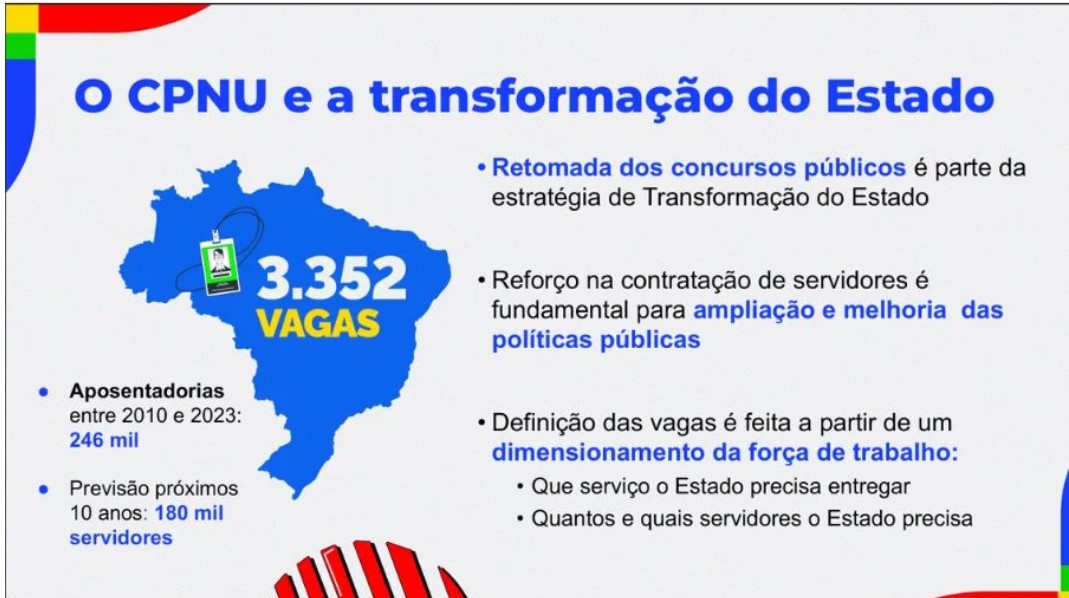 O CPNU e a transformação do Estado
3.352
VAGAS
● Aposentadorias
entre 2010 e 2023:
246 mil
● Previsão próximos
10 anos: 180 mil
servidores
• Retomada dos concursos públicos é parte da
estratégia de Transformação do Estado
• Reforço na contratação de servidores é
fundamental para ampliação e melhoria das
políticas públicas
• Definição das vagas é feita a partir de um
dimensionamento da força de trabalho:
• Que serviço o Estado precisa entregar
• Quantos e quais servidores o Estado precisa